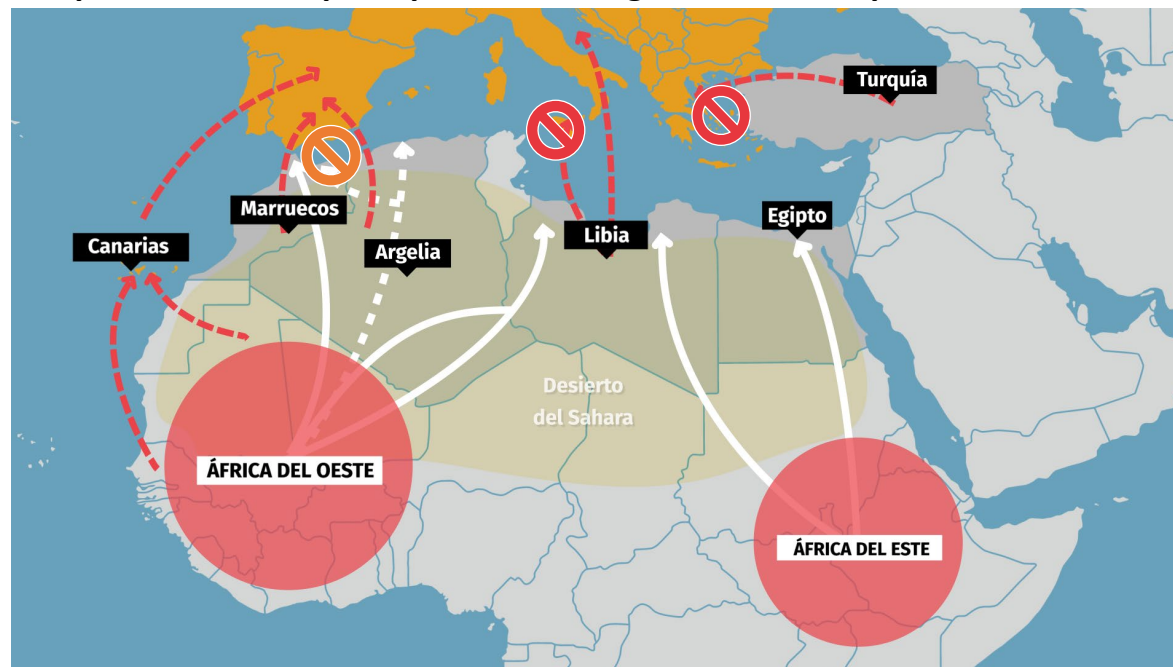 Turquía
Marruecos
Egipto
Canarias
Argelia
Libia
Desierto
del Sahara
ÁFRICA DEL OESTE
ÁFRICA DEL ESTE